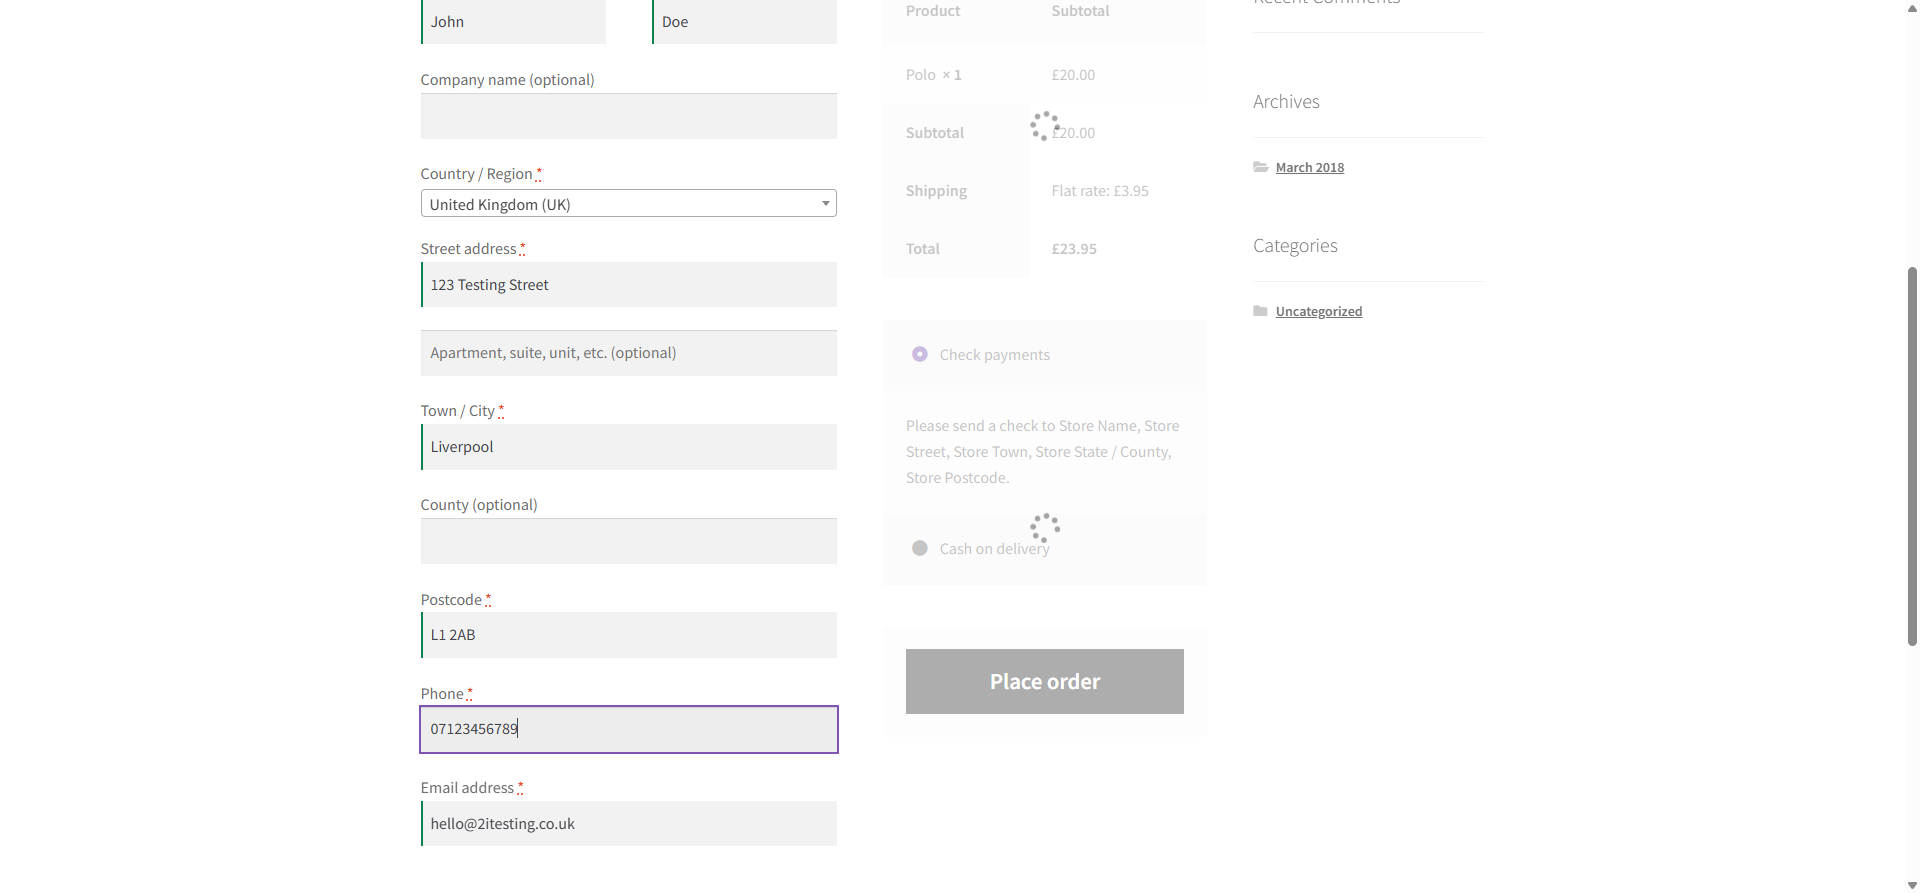 John
Doe
Company name (optional)
Country / Region *
United Kingdom (UK)
Street address *
123 Testing Street
Apartment, suite, unit, etc. (optional)
Town / City *
Liverpool
County (optional)
Postcode *
L1 2AB
Phone *
07123456789
Email address *
hello@2itesting.co.uk
Product Subtotal
Polo × 1 £20.00
Subtotal £20.00
Shipping Flat rate: £3.95
Total £23.95
Check payments
Please send a check to Store Name, Store
Street, Store Town, Store State / County,
Store Postcode.
Cash on delivery
Place order
Recent Comments
Archives
March 2018
Categories
Uncategorized